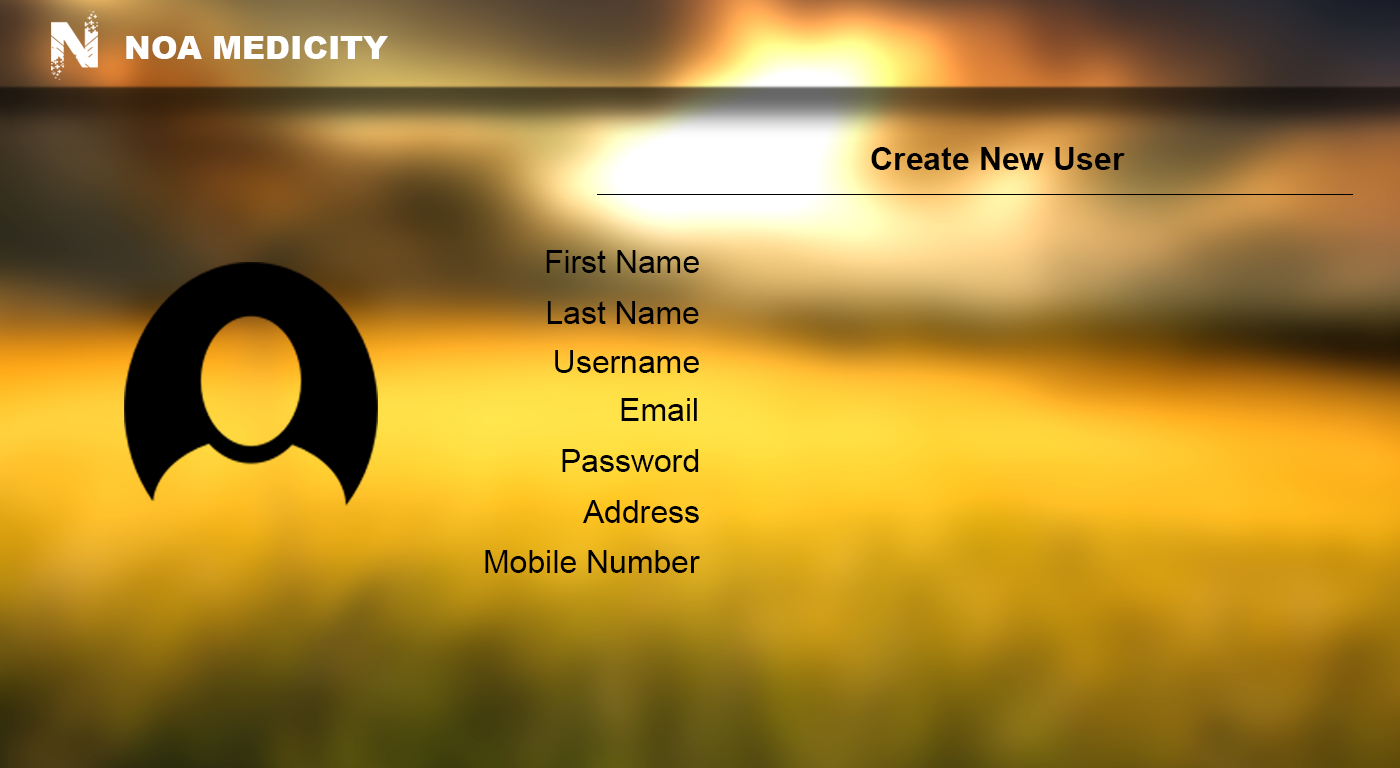 NOA MEDICITY
Create New User
First Name
Last Name
Username
Email
Password
Address
Mobile Number